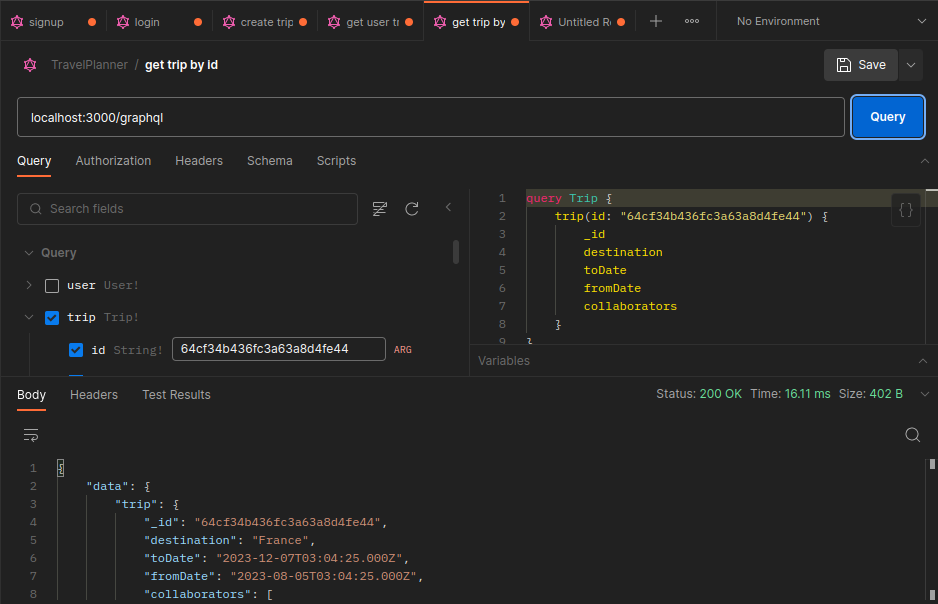 signup
login
create trip
get user tr
get trip by
Untitled Re
No Environment
TravelPlanner / get trip by id
Save
localhost:3000/graphql
Query
Query Authorization Headers Schema Scripts
Search fields
Query
user User!
trip Trip!
id String! 64cf34b436fc3a63a8d4fe44 ARG
1 query Trip {
2 trip(id: "64cf34b436fc3a63a8d4fe44") {
3 _id
4 destination
5 toDate
6 fromDate
7 collaborators
8 }
9 }
{}
Variables
Body Headers Test Results
Status: 200 OK Time: 16.11 ms Size: 402 B
1 {
2 "data": {
3 "trip": {
4 "_id": "64cf34b436fc3a63a8d4fe44",
5 "destination": "France",
6 "toDate": "2023-12-07T03:04:25.000Z",
7 "fromDate": "2023-08-05T03:04:25.000Z",
8 "collaborators": [